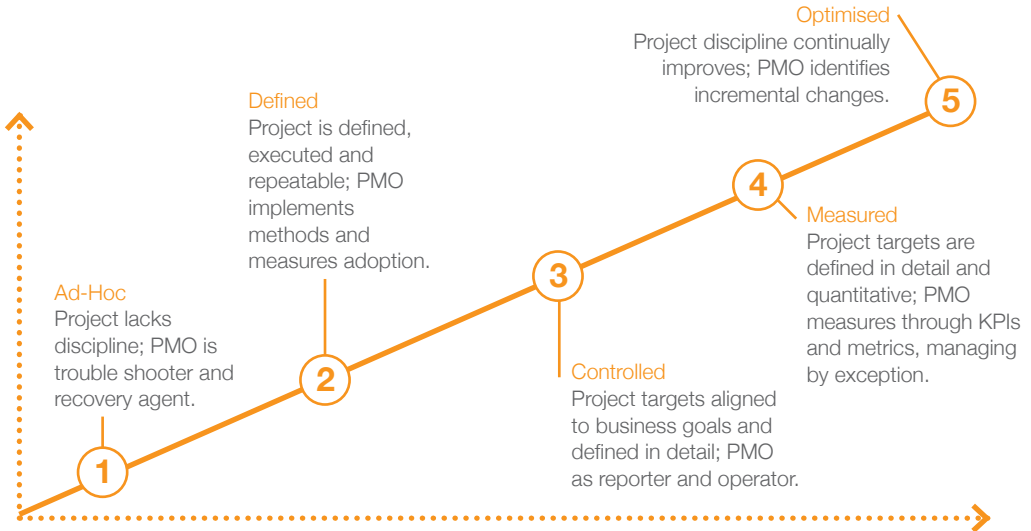 Ad-Hoc
Project lacks
discipline; PMO is
trouble shooter and
recovery agent.
1
Defined
Project is defined,
executed and
repeatable; PMO
implements
methods and
measures adoption.
2
3
Controlled
Project targets aligned
to business goals and
defined in detail; PMO
as reporter and operator.
4
Measured
Project targets are
defined in detail and
quantitative; PMO
measures through KPIs
and metrics, managing
by exception.
Optimised
Project discipline continually
improves; PMO identifies
incremental changes.
5